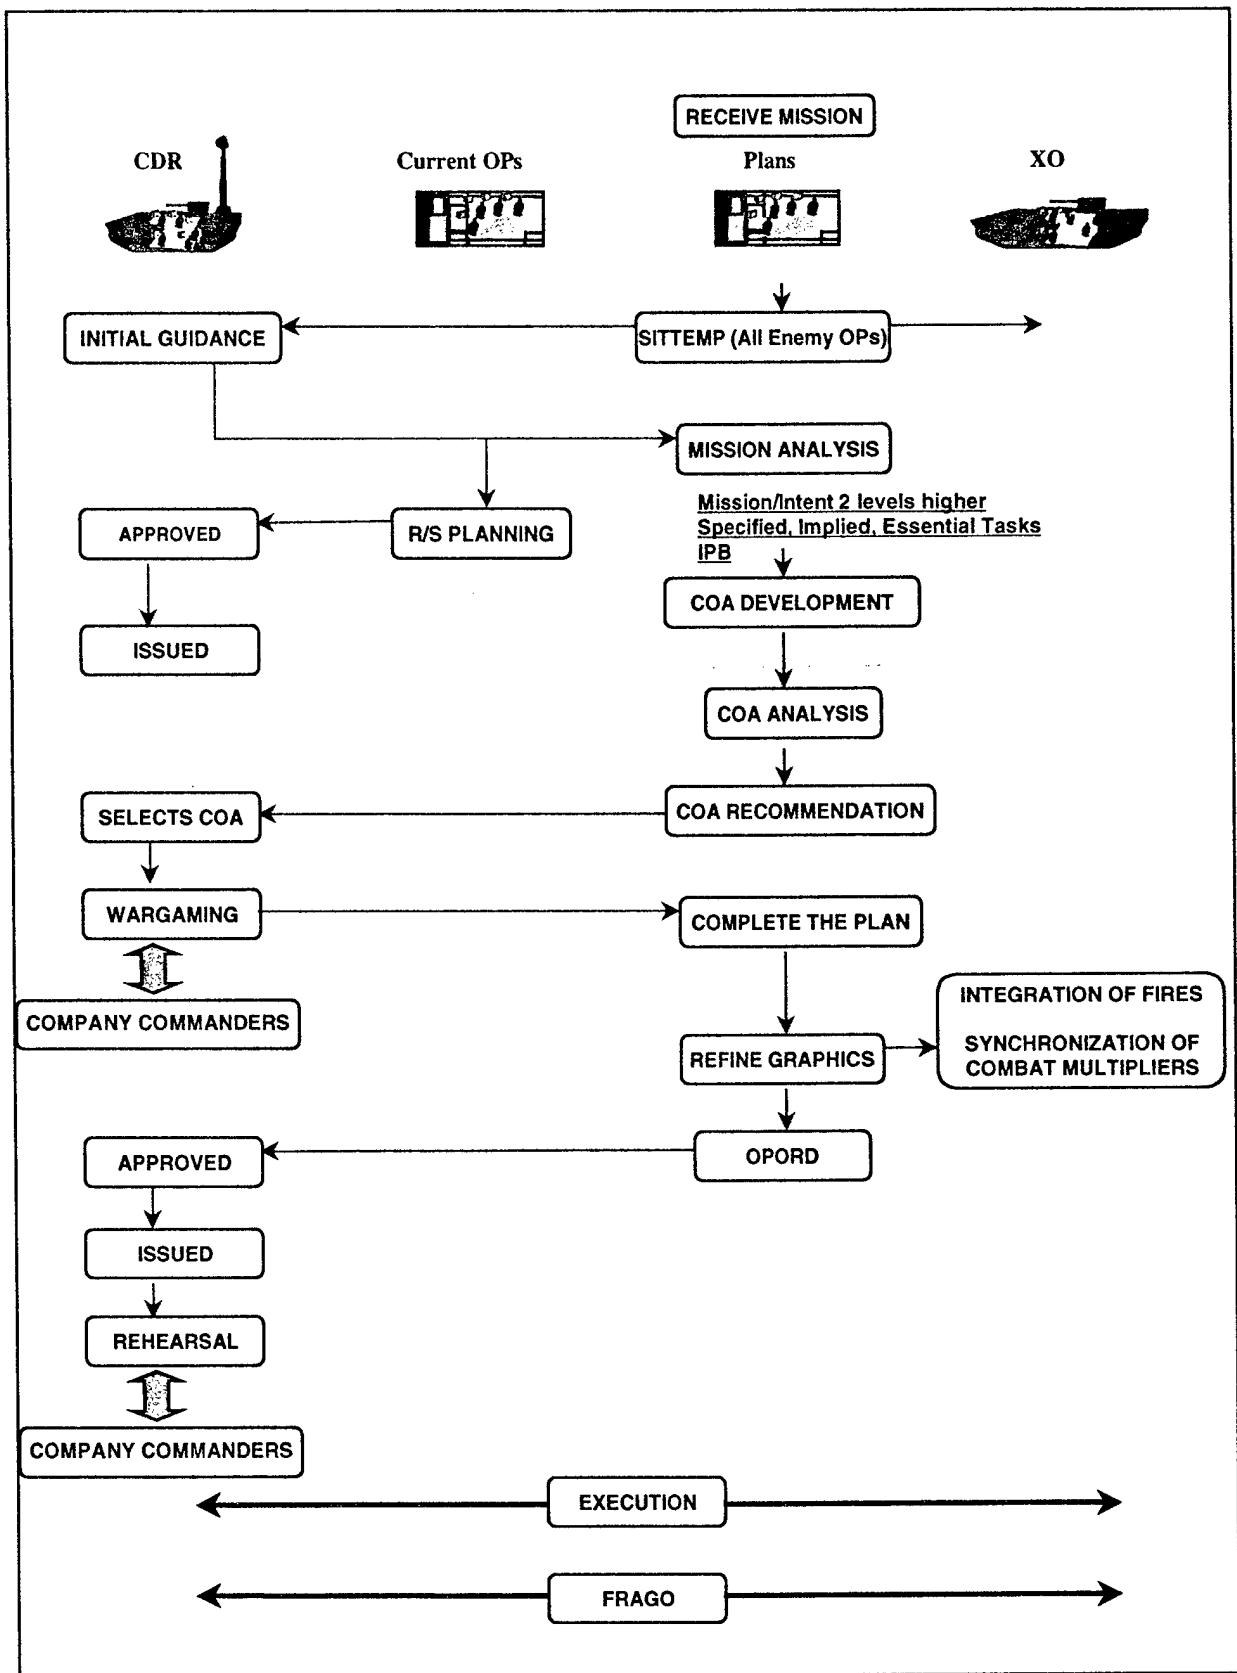 RECEIVE MISSION
CDR
Current OPs
Plans
XO
INITIAL GUIDANCE
SITTEMP (All Enemy OPs)
MISSION ANALYSIS
Mission/Intent 2 levels higher
Specified, Implied, Essential Tasks
IPB
APPROVED
R/S PLANNING
COA DEVELOPMENT
ISSUED
COA ANALYSIS
SELECTS COA
COA RECOMMENDATION
WARGAMING
COMPLETE THE PLAN
COMPANY COMMANDERS
INTEGRATION OF FIRES
SYNCHRONIZATION OF
COMBAT MULTIPLIERS
REFINE GRAPHICS
APPROVED
OPORD
ISSUED
REHEARSAL
COMPANY COMMANDERS
EXECUTION
FRAGO